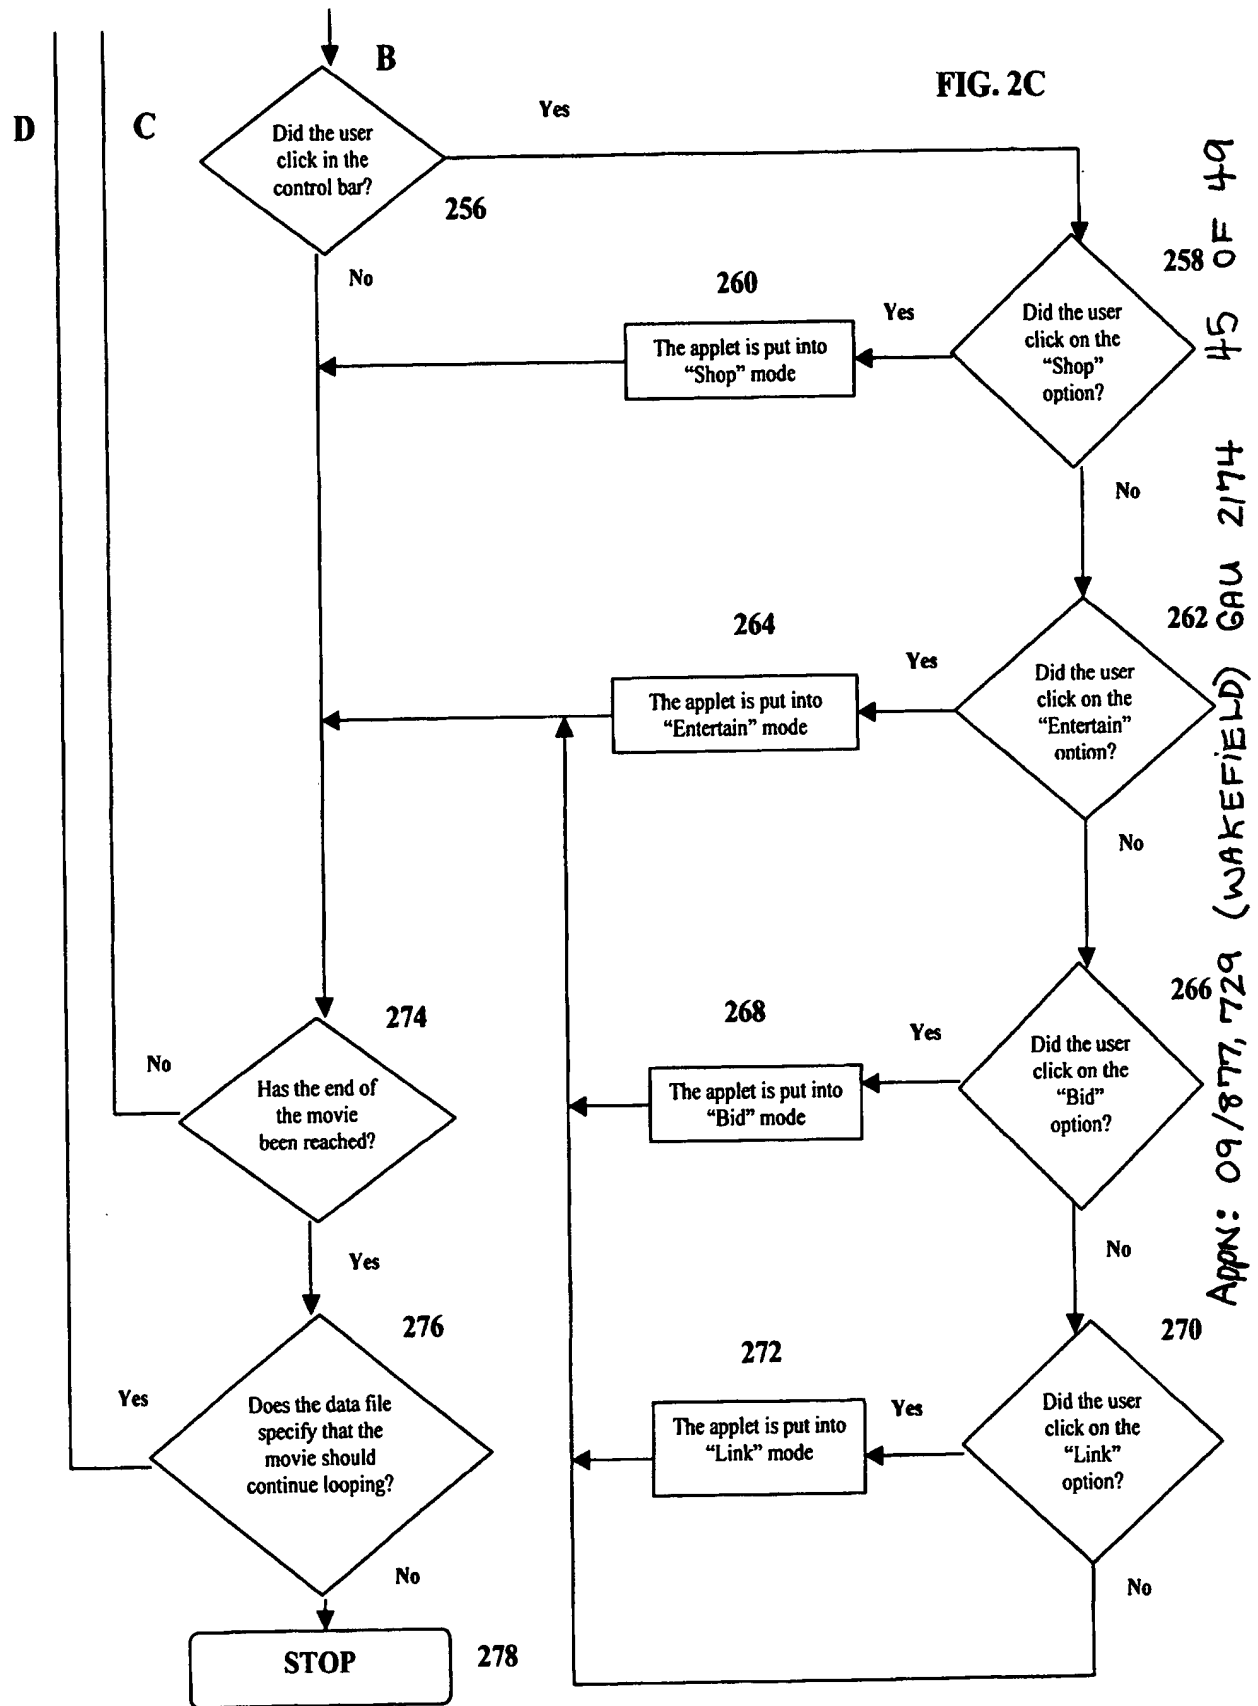 B
FIG. 2C
D
C
Did the user
click in the
control bar?
256
Yes
No
258
Did the user
click on the
“Shop”
option?
Yes
No
260
The applet is put into
“Shop” mode
262
Did the user
click on the
“Entertain”
option?
Yes
No
264
The applet is put into
“Entertain” mode
266
Did the user
click on the
“Bid”
option?
Yes
No
268
The applet is put into
“Bid” mode
270
Did the user
click on the
“Link”
option?
Yes
No
272
The applet is put into
“Link” mode
274
Has the end of
the movie
been reached?
No
Yes
276
Does the data file
specify that the
movie should
continue looping?
Yes
No
STOP
278
APPN: 09/877,729 (WAKEFIELD) GAU 2174 45 OF 49